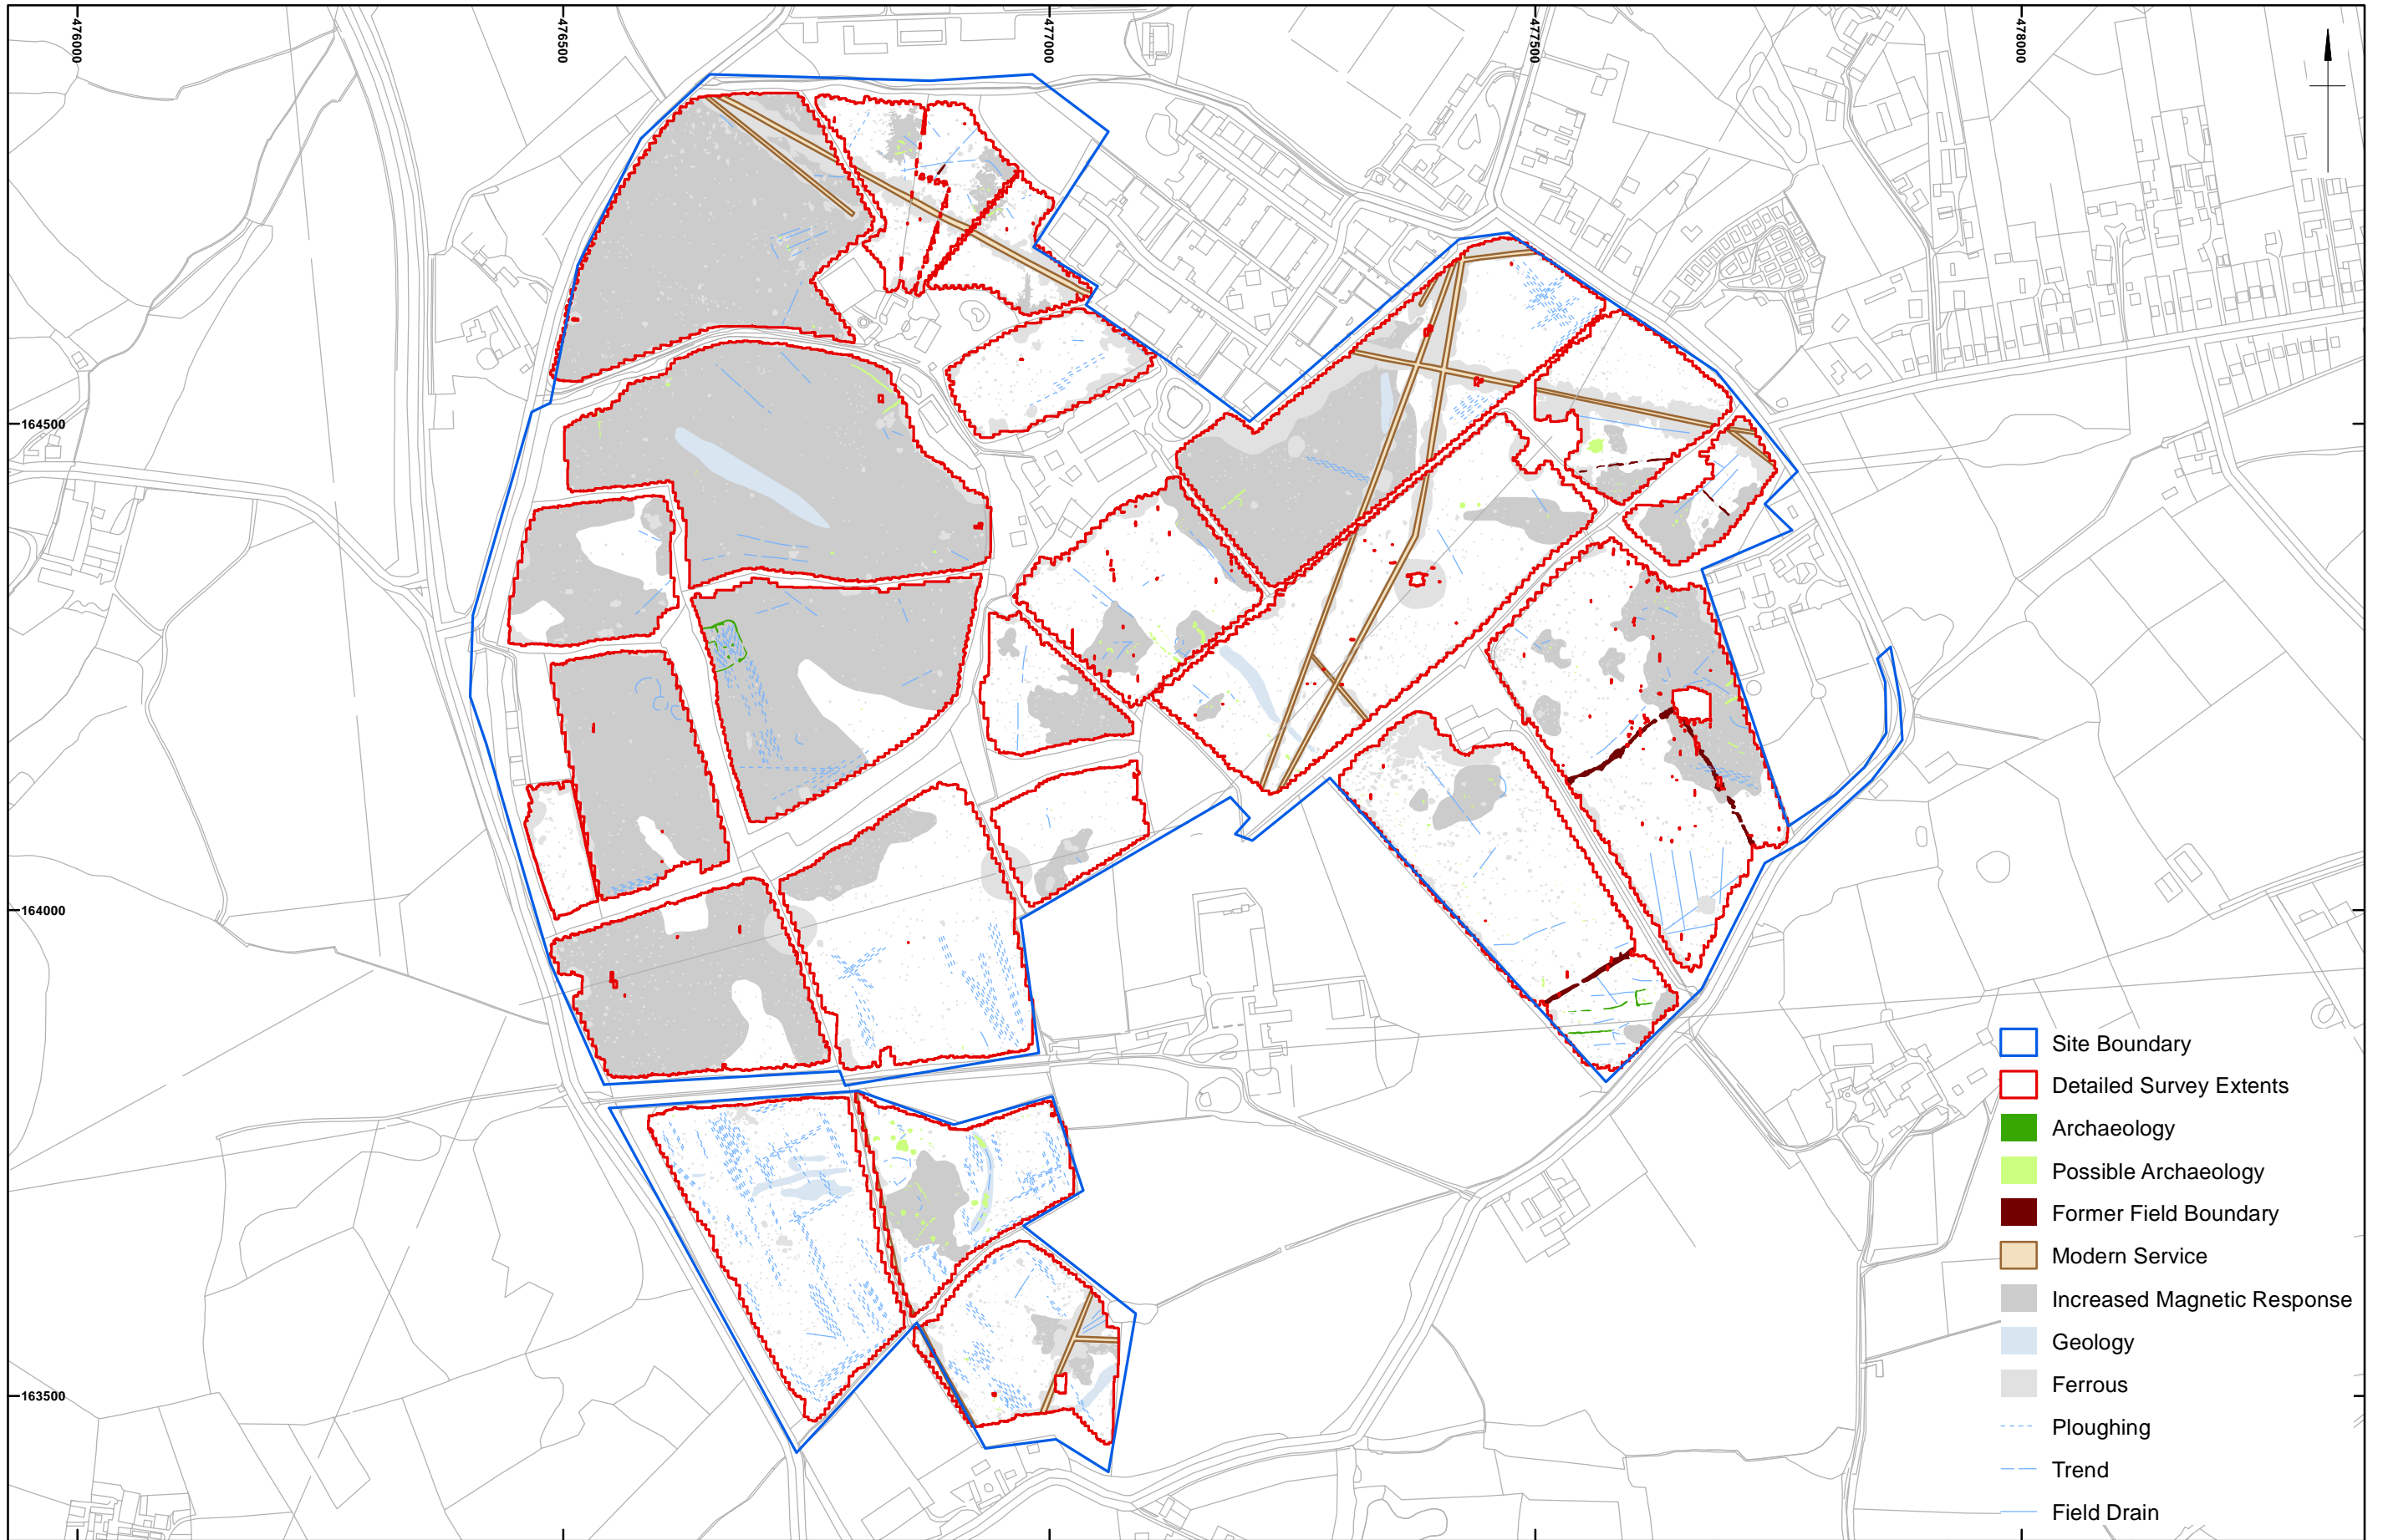 476000
476500
477000
477500
478000
164500
164000
163500
Site Boundary
Detailed Survey Extents
Archaeology
Possible Archaeology
Former Field Boundary
Modern Service
Increased Magnetic Response
Geology
Ferrous
Ploughing
Trend
Field Drain